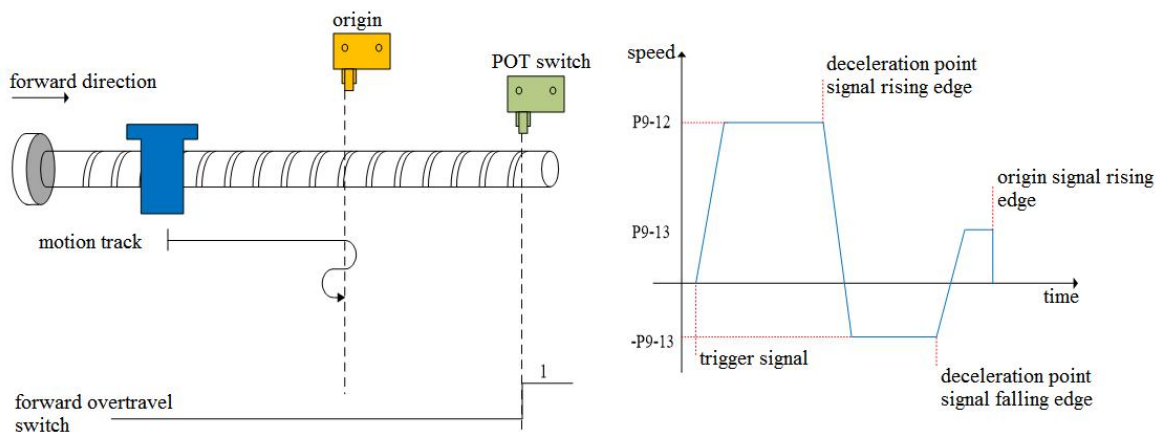 origin
POT switch
forward direction
motion track
forward overtravel
switch
1
speed
deceleration point
signal rising edge
P9-12
origin signal rising
edge
P9-13
time
-P9-13
trigger signal
deceleration point
signal falling edge